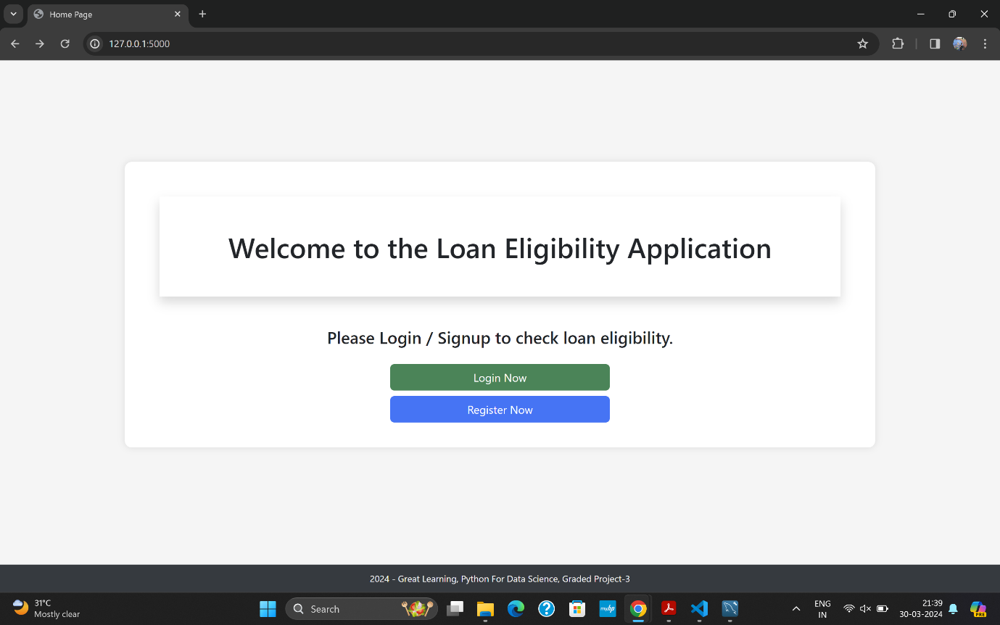 Home Page
127.0.0.1:5000
Welcome to the Loan Eligibility Application
Please Login / Signup to check loan eligibility.
Login Now
Register Now
2024 - Great Learning, Python For Data Science, Graded Project-3
31°C
Mostly clear
Search
myhp
ENG
IN
21:39
30-03-2024
PRE